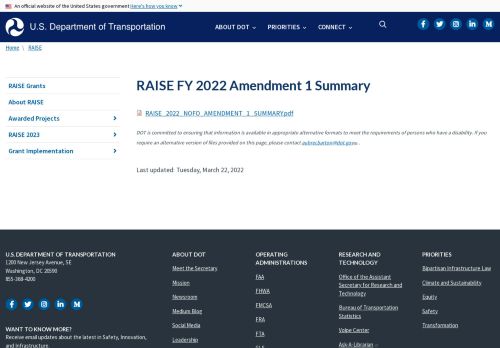 An official website of the United States government Here's how you know
U.S. Department of Transportation
ABOUT DOT PRIORITIES CONNECT
Home \ RAISE
RAISE Grants
About RAISE
Awarded Projects
RAISE 2023
Grant Implementation
RAISE FY 2022 Amendment 1 Summary
RAISE_2022_NOFO_AMENDMENT_1_SUMMARY.pdf
DOT is committed to ensuring that information is available in appropriate alternative formats to meet the requirements of persons who have a disability. If you
require an alternative version of files provided on this page, please contact
Last updated: Tuesday, March 22, 2022
U.S. DEPARTMENT OF TRANSPORTATION
1200 New Jersey Avenue, SE
Washington, DC 20590
855-368-4200
WANT TO KNOW MORE?
Receive email updates about the latest in Safety, Innovation,
and Infrastructure.
ABOUT DOT
Meet the Secretary
Mission
Newsroom
Medium Blog
Social Media
Leadership
OPERATING
ADMINISTRATIONS
FAA
FHWA
FMCSA
FRA
FTA
RESEARCH AND
TECHNOLOGY
Office of the Assistant
Secretary for Research and
Technology
Bureau of Transportation
Statistics
Volpe Center
Ask-A-Librarian
PRIORITIES
Bipartisan Infrastructure Law
Climate and Sustainability
Equity
Safety
Transformation